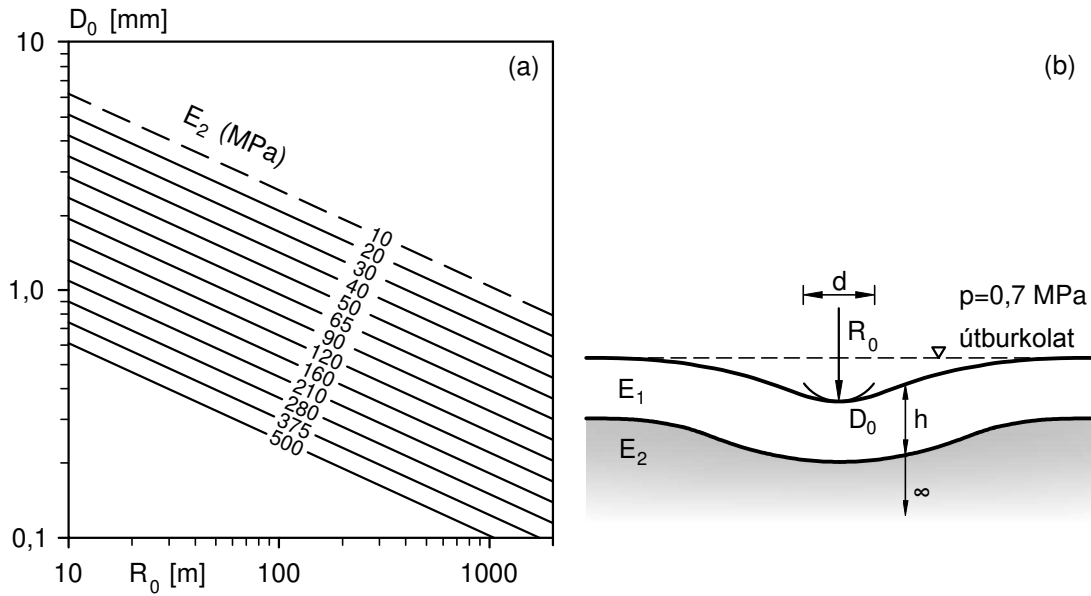 D₀ [mm]
10
(a)
E₂ (MPa)
10
20
30
40
50
65
90
120
160
210
280
375
500
1,0
0,1
10
R₀ [m]
100
1000
(b)
d
p=0,7 MPa
R₀
útburkolat
E₁
D₀
h
E₂
∞